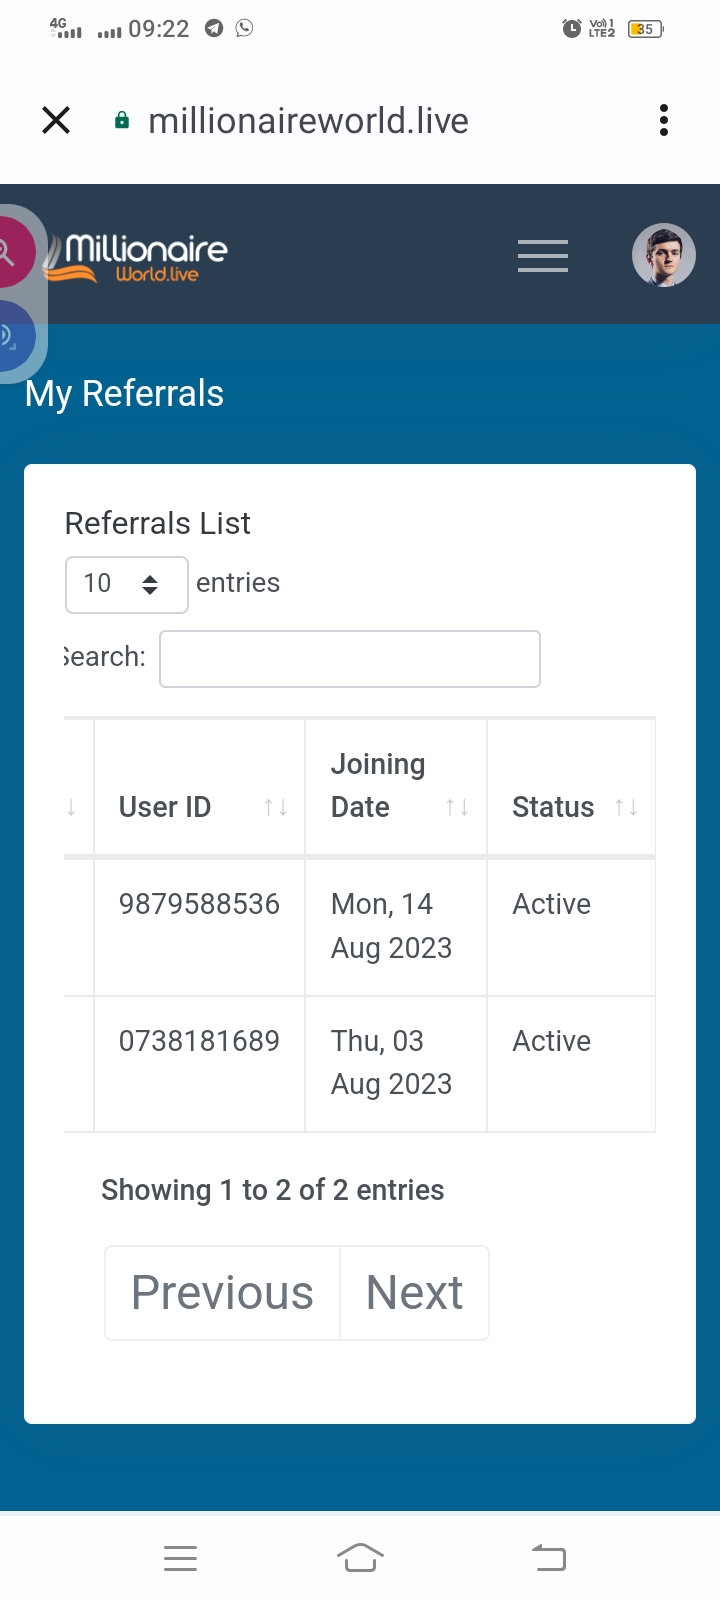 4G 09:22 Vo) 1 LTE2 35
millionaireworld.live
Millionaire
World.live
My Referrals
Referrals List
10 entries
Search:
User ID Joining Date Status
9879588536 Mon, 14 Aug 2023 Active
0738181689 Thu, 03 Aug 2023 Active
Showing 1 to 2 of 2 entries
Previous Next